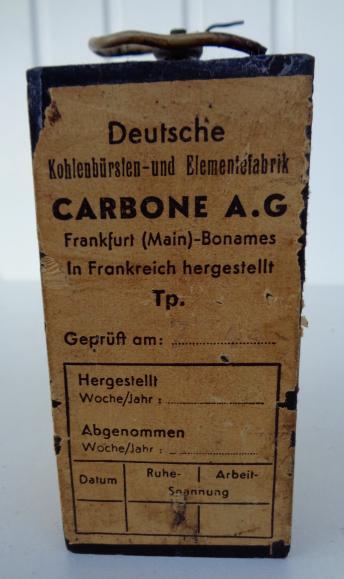 Deutsche
Kohlenbürsten-und Elementefabrik
CARBONE A.G
Frankfurt (Main)-Bonames
In Frankreich hergestellt
Tp.
Geprüft am:
Hergestellt
Woche/Jahr :
Abgenommen
Woche/Jahr :
Datum Ruhe- Arbeit-
Spannung